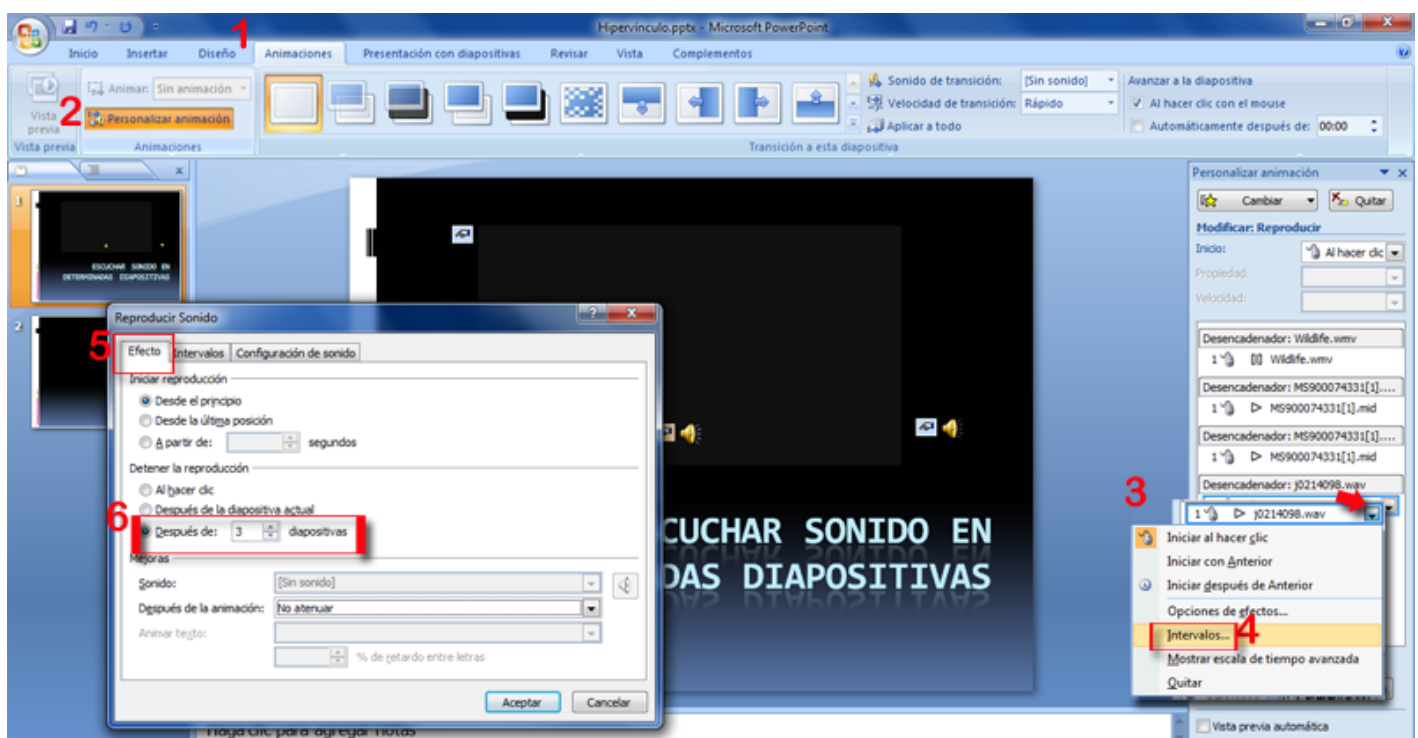 Hipervínculo.pptx - Microsoft PowerPoint
1
Inicio Insertar Diseño Animaciones Presentación con diapositivas Revisar Vista Complementos
Vista previa
2
Animar: Sin animación
Personalizar animación
Sonido de transición: [Sin sonido]
Velocidad de transición: Rápido
Aplicar a todo
Avanzar a la diapositiva
Al hacer clic con el mouse
Automáticamente después de: 00:00
Vista previa Animaciones Transición a esta diapositiva
1
ESCUCHAR SONIDO EN
DETERMINADAS DIAPOSITIVAS
2
CUCHAR SONIDO EN
DAS DIAPOSITIVAS
Reproducir Sonido
5
Efecto Intervalos Configuración de sonido
Iniciar reproducción
Desde el principio
Desde la última posición
A partir de: segundos
Detener la reproducción
Al hacer clic
Después de la diapositiva actual
6
Después de: 3 diapositivas
Mejoras
Sonido: [Sin sonido]
Después de la animación: No atenuar
Animar texto:
% de retardo entre letras
Aceptar Cancelar
Haga clic para agregar notas
Personalizar animación
Cambiar Quitar
Modificar: Reproducir
Inicio: Al hacer clic
Propiedad:
Velocidad:
Desencadenador: Wildlife.wmv
1 Wildlife.wmv
Desencadenador: MS900074331[1]....
1 MS900074331[1].mid
Desencadenador: MS900074331[1]....
1 MS900074331[1].mid
Desencadenador: j0214098.wav
3
1 j0214098.wav
Iniciar al hacer clic
Iniciar con Anterior
Iniciar después de Anterior
Opciones de efectos...
Intervalos...
4
Mostrar escala de tiempo avanzada
Quitar
Vista previa automática